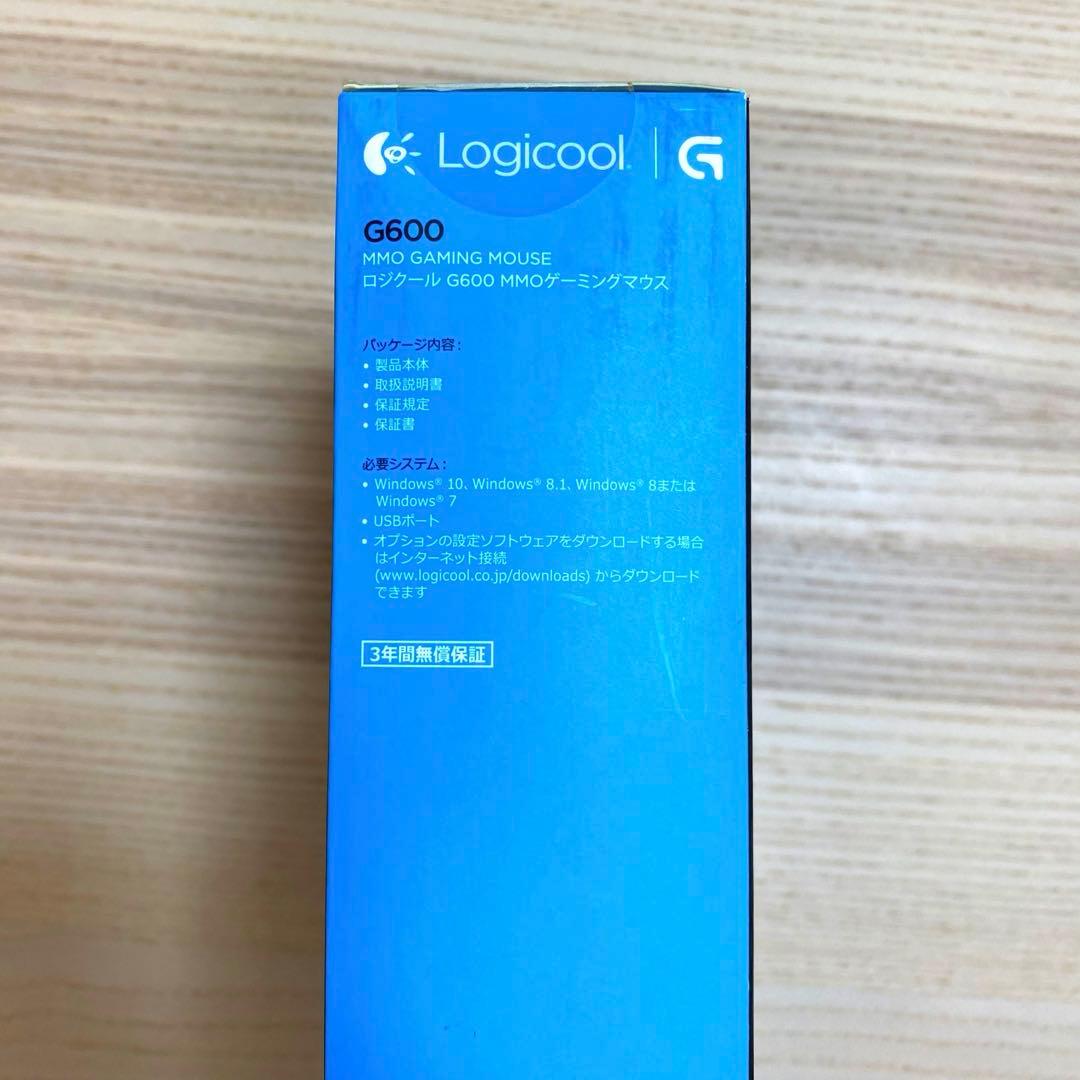 Logicool | G
G600
MMO GAMING MOUSE
ロジクール G600 MMOゲーミングマウス
パッケージ内容:
• 製品本体
• 取扱説明書
• 保証規定
• 保証書
必要システム:
• Windows® 10、Windows® 8.1、Windows® 8または
Windows® 7
• USBポート
• オプションの設定ソフトウェアをダウンロードする場合
はインターネット接続
(www.logicool.co.jp/downloads) からダウンロード
できます
3年間無償保証